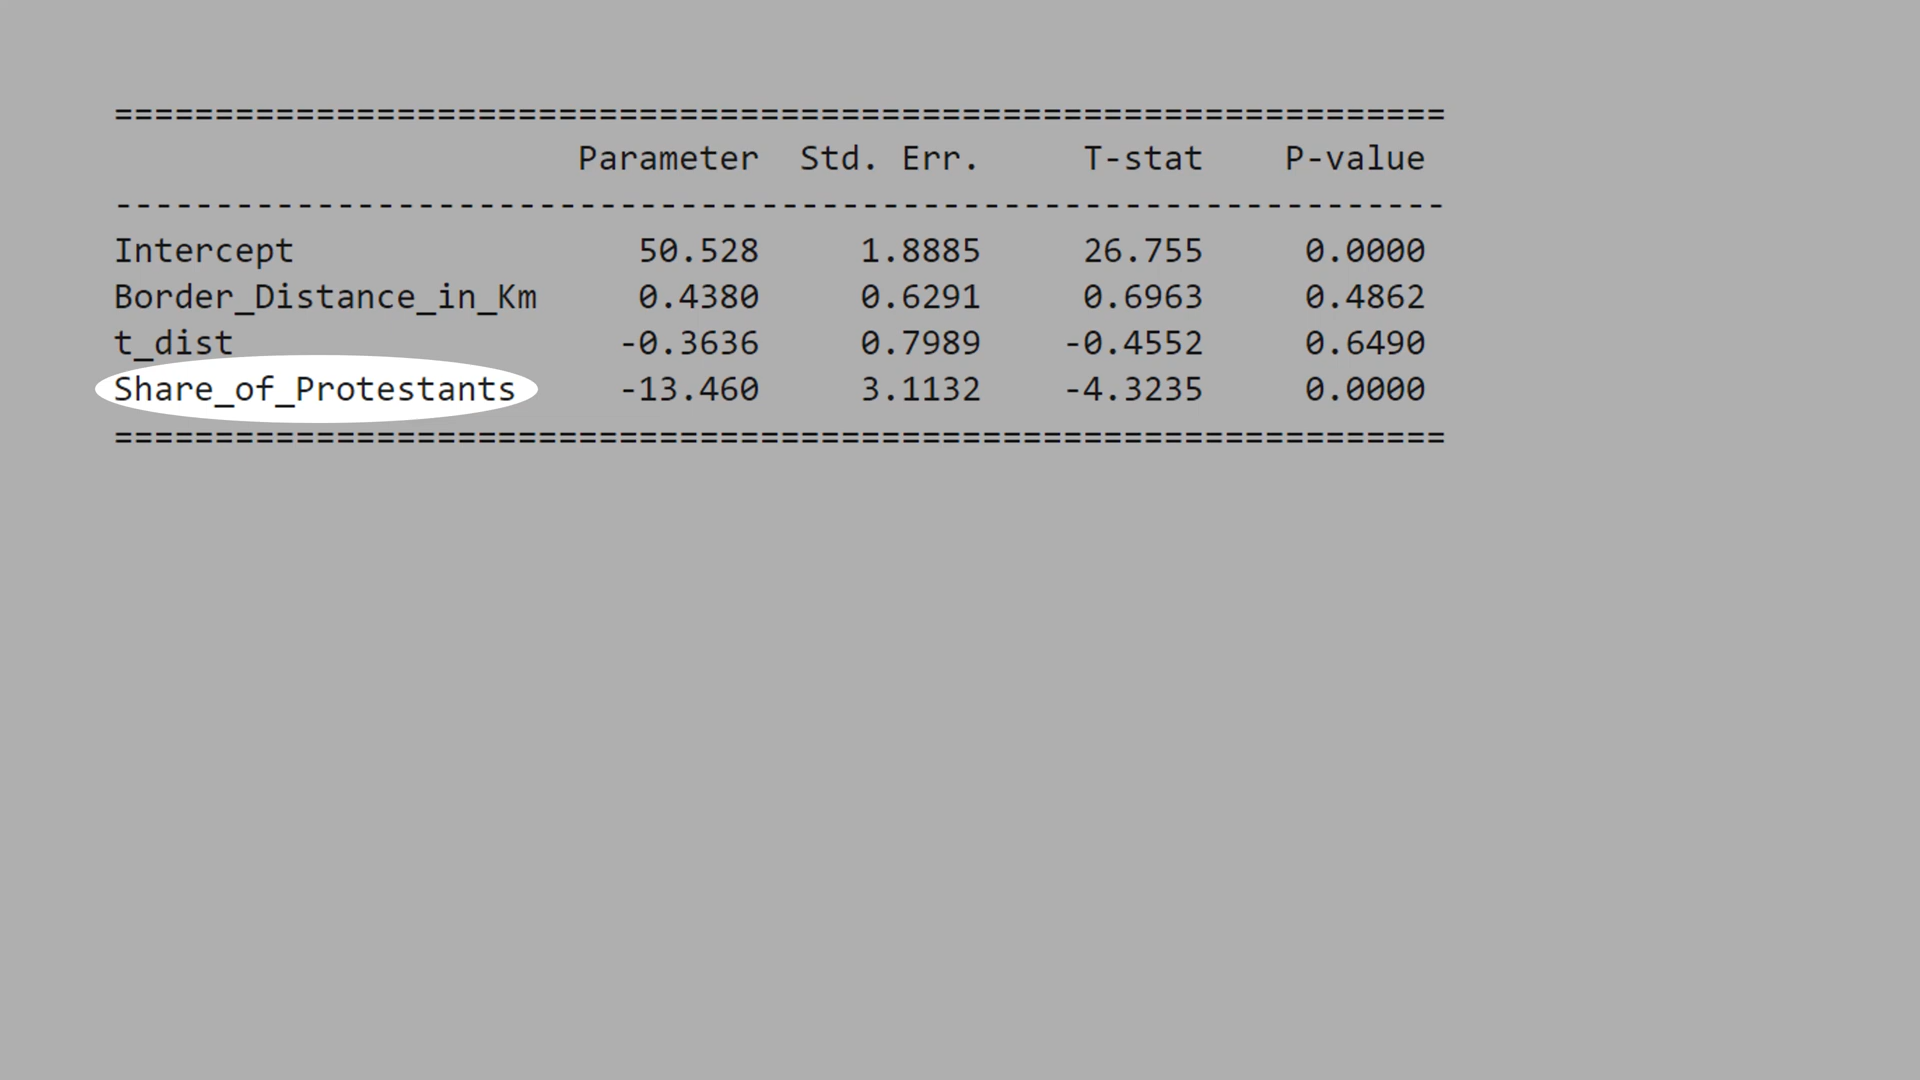 ==================================================================
Parameter Std. Err. T-stat P-value
------------------------------------------------------------------
Intercept 50.528 1.8885 26.755 0.0000
Border_Distance_in_Km 0.4380 0.6291 0.6963 0.4862
t_dist -0.3636 0.7989 -0.4552 0.6490
Share_of_Protestants -13.460 3.1132 -4.3235 0.0000
==================================================================